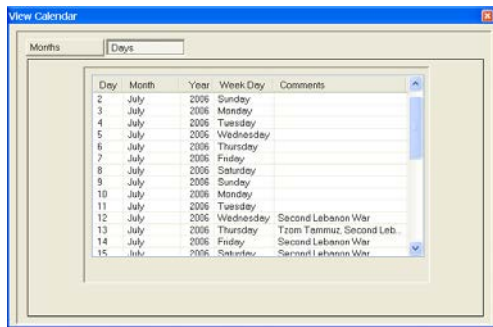 View Calendar
Months Days
Day Month Year Week Day Comments
2 July 2006 Sunday
3 July 2006 Monday
4 July 2006 Tuesday
5 July 2006 Wednesday
6 July 2006 Thursday
7 July 2006 Friday
8 July 2006 Saturday
9 July 2006 Sunday
10 July 2006 Monday
11 July 2006 Tuesday
12 July 2006 Wednesday Second Lebanon War
13 July 2006 Thursday Tzom Tammuz, Second Leb...
14 July 2006 Friday Second Lebanon War
15 July 2006 Saturday Second Lebanon War